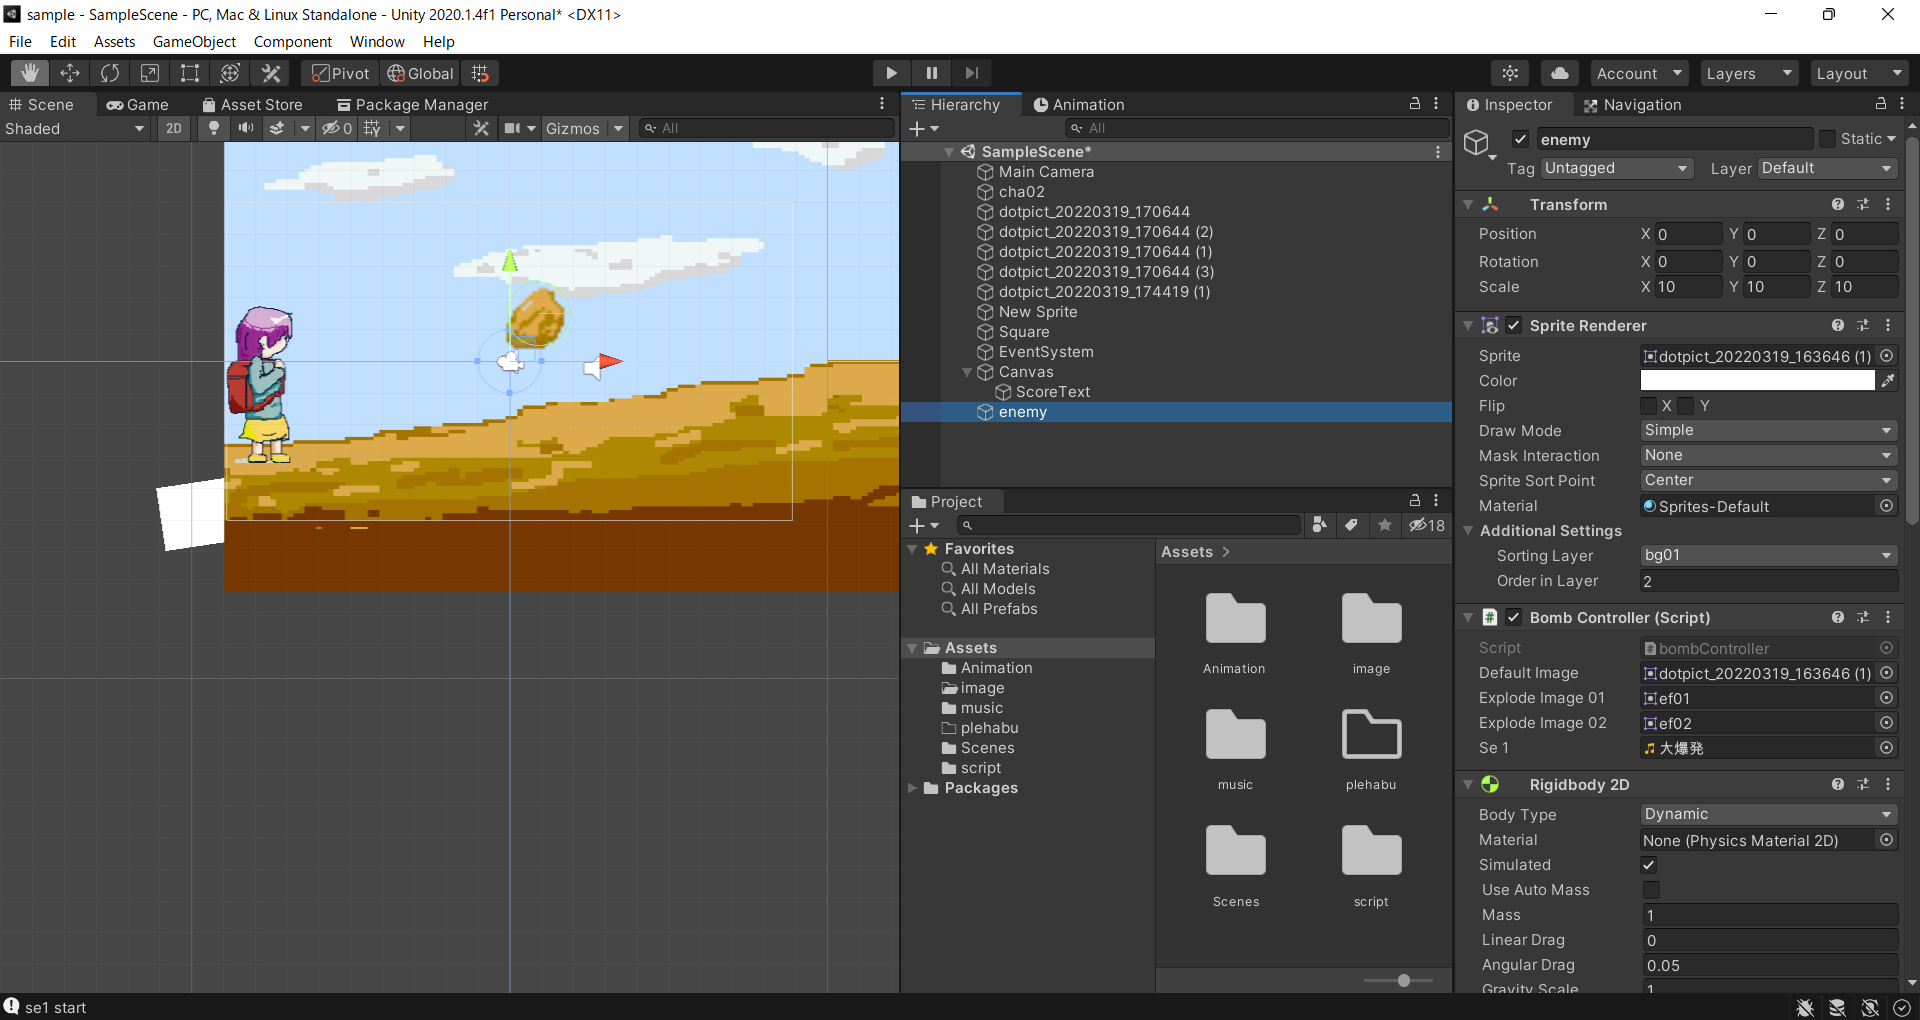 sample - SampleScene - PC, Mac & Linux Standalone - Unity 2020.1.4f1 Personal* <DX11>
File Edit Assets GameObject Component Window Help
Pivot Global Account Layers Layout
Scene Game Asset Store Package Manager
Shaded 2D 0 Gizmos All
Hierarchy Animation
All
SampleScene*
Main Camera
cha02
dotpict_20220319_170644
dotpict_20220319_170644 (2)
dotpict_20220319_170644 (1)
dotpict_20220319_170644 (3)
dotpict_20220319_174419 (1)
New Sprite
Square
EventSystem
Canvas
ScoreText
enemy
Project
18
Favorites
All Materials
All Models
All Prefabs
Assets
Animation
image
music
plehabu
Scenes
script
Packages
Assets >
Animation image
music plehabu
Scenes script
Inspector Navigation
enemy Static
Tag Untagged Layer Default
Transform
Position X 0 Y 0 Z 0
Rotation X 0 Y 0 Z 0
Scale X 10 Y 10 Z 10
Sprite Renderer
Sprite dotpict_20220319_163646 (1)
Color
Flip X Y
Draw Mode Simple
Mask Interaction None
Sprite Sort Point Center
Material Sprites-Default
Additional Settings
Sorting Layer bg01
Order in Layer 2
Bomb Controller (Script)
Script bombController
Default Image dotpict_20220319_163646 (1)
Explode Image 01 ef01
Explode Image 02 ef02
Se 1 大爆発
Rigidbody 2D
Body Type Dynamic
Material None (Physics Material 2D)
Simulated
Use Auto Mass
Mass 1
Linear Drag 0
Angular Drag 0.05
Gravity Scale 1
se1 start